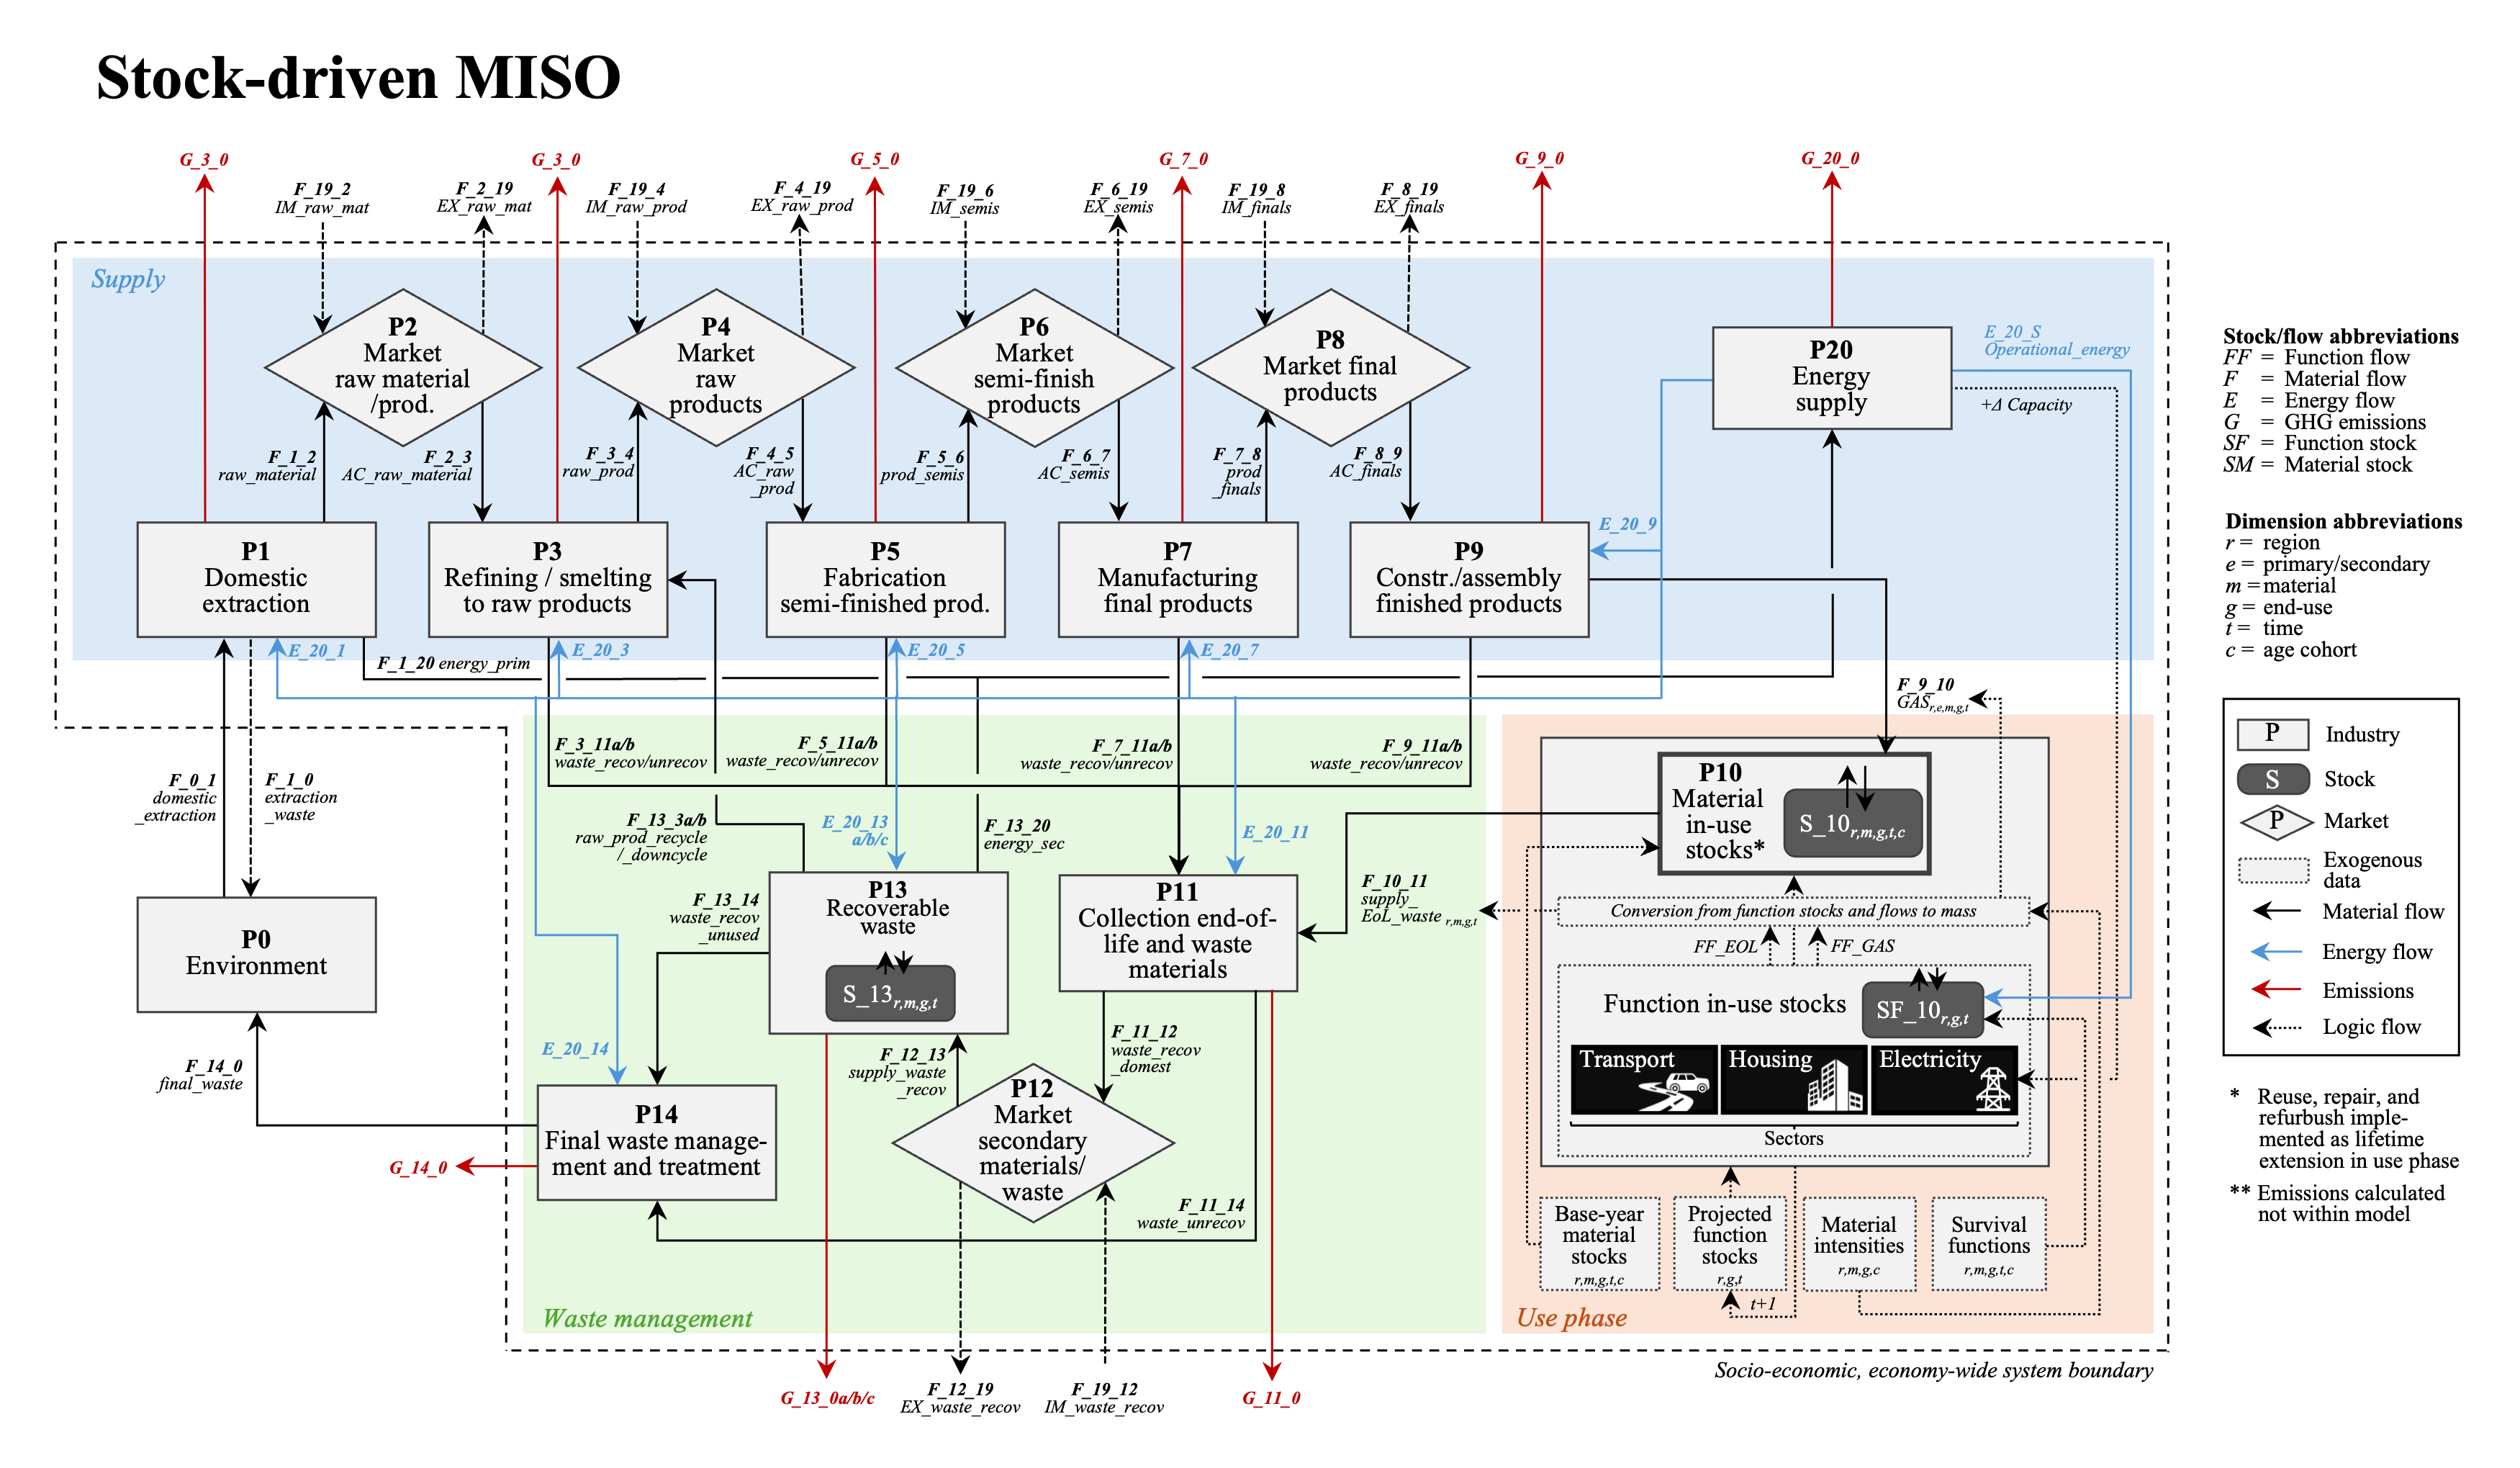 Stock-driven MISO
G_3_0
G_3_0
G_5_0
G_7_0
G_9_0
G_20_0
F_19_2
IM_raw_mat
F_2_19
EX_raw_mat
F_19_4
IM_raw_prod
F_4_19
EX_raw_prod
F_19_6
IM_semis
F_6_19
EX_semis
F_19_8
IM_finals
F_8_19
EX_finals
Supply
P2
Market
raw material
/prod.
P4
Market
raw
products
P6
Market
semi-finish
products
P8
Market final
products
P20
Energy
supply
E_20_S
Operational_energy
+Δ Capacity
F_1_2
raw_material
F_2_3
AC_raw_material
F_3_4
raw_prod
F_4_5
AC_raw
_prod
F_5_6
prod_semis
F_6_7
AC_semis
F_7_8
prod
_finals
F_8_9
AC_finals
E_20_9
P1
Domestic
extraction
P3
Refining / smelting
to raw products
P5
Fabrication
semi-finished prod.
P7
Manufacturing
final products
P9
Constr./assembly
finished products
E_20_1
F_1_20 energy_prim
E_20_3
E_20_5
E_20_7
F_9_10
GASr,e,m,g,t
F_0_1
domestic
_extraction
F_1_0
extraction
_waste
F_3_11a/b
waste_recov/unrecov
F_5_11a/b
waste_recov/unrecov
F_7_11a/b
waste_recov/unrecov
F_9_11a/b
waste_recov/unrecov
F_13_3a/b
raw_prod_recycle
/_downcycle
E_20_13
a/b/c
F_13_20
energy_sec
E_20_11
P10
Material
in-use
stocks*
S_10r,m,g,t,c
P0
Environment
F_13_14
waste_recov
_unused
P13
Recoverable
waste
S_13r,m,g,t
P11
Collection end-of-
life and waste
materials
F_10_11
supply_
EoL_waste r,m,g,t
Conversion from function stocks and flows to mass
FF_EOL
FF_GAS
Function in-use stocks
SF_10r,g,t
Transport
Housing
Electricity
Sectors
E_20_14
F_14_0
final_waste
F_12_13
supply_waste
_recov
F_11_12
waste_recov
_domest
P12
Market
secondary
materials/
waste
P14
Final waste manage-
ment and treatment
G_14_0
F_11_14
waste_unrecov
Base-year
material
stocks
r,m,g,t,c
Projected
function
stocks
r,g,t
Material
intensities
r,m,g,c
Survival
functions
r,m,g,t,c
t+1
Waste management
Use phase
Socio-economic, economy-wide system boundary
G_13_0a/b/c
F_12_19
EX_waste_recov
F_19_12
IM_waste_recov
G_11_0
Stock/flow abbreviations
FF = Function flow
F = Material flow
E = Energy flow
G = GHG emissions
SF = Function stock
SM = Material stock
Dimension abbreviations
r = region
e = primary/secondary
m = material
g = end-use
t = time
c = age cohort
P Industry
S Stock
P Market
Exogenous
data
Material flow
Energy flow
Emissions
Logic flow
* Reuse, repair, and
refurbush imple-
mented as lifetime
extension in use phase
** Emissions calculated
not within model